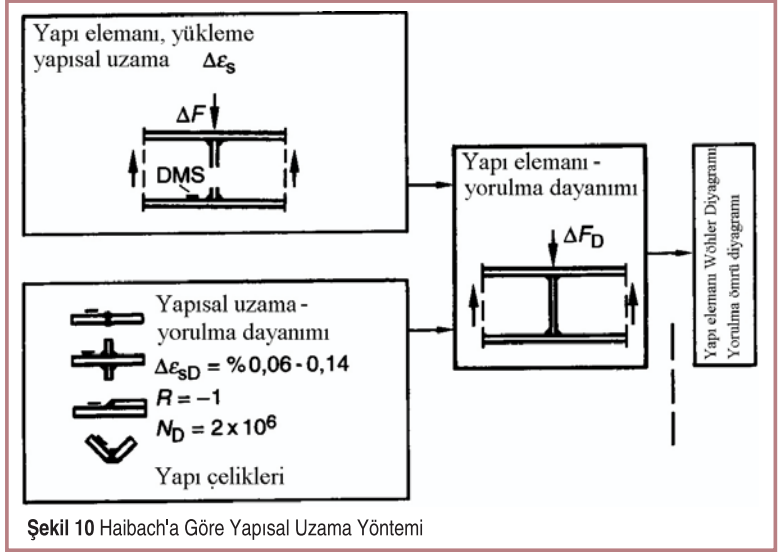 Yapı elemanı, yükleme
yapısal uzama Δεs
ΔF
DMS
Yapısal uzama -
yorulma dayanımı
ΔεsD = %0,06 - 0,14
R = –1
ND = 2 x 10⁶
Yapı çelikleri
Yapı elemanı -
yorulma dayanımı
ΔFD
Yapı elemanı Wöhler Diyagramı
Yorulma ömrü diyagramı
Şekil 10 Haibach'a Göre Yapısal Uzama Yöntemi